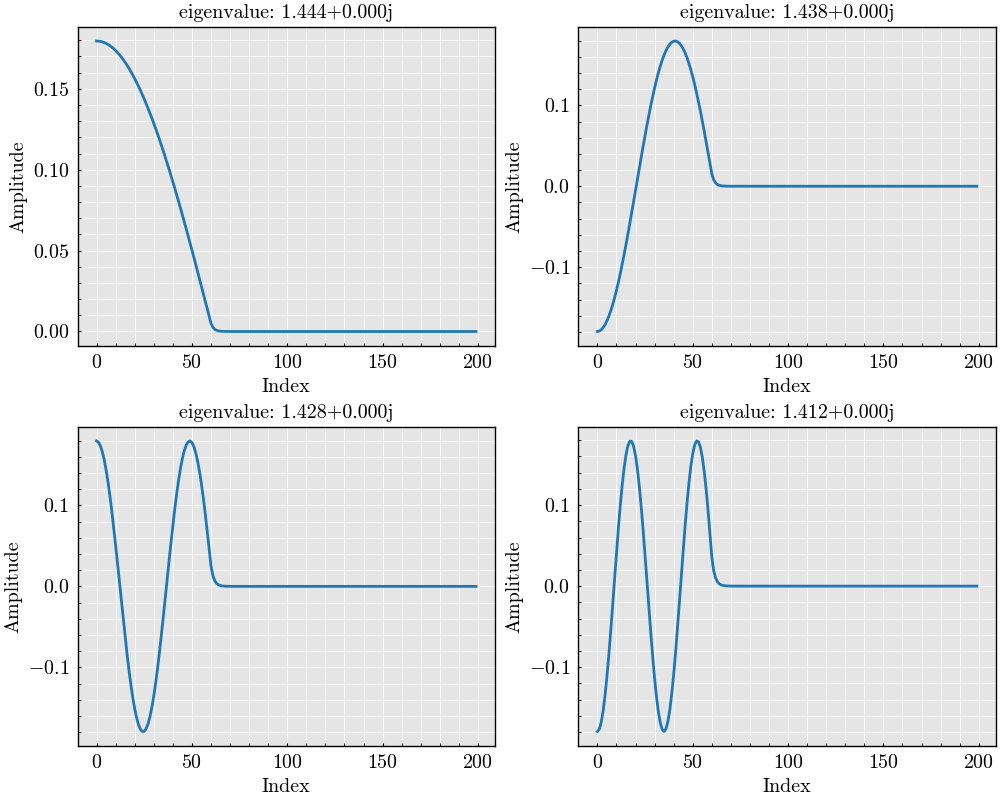 eigenvalue: 1.444+0.000j
Amplitude
0.15
0.10
0.05
0.00
0 50 100 150 200
Index
eigenvalue: 1.438+0.000j
Amplitude
0.1
0.0
−0.1
0 50 100 150 200
Index
eigenvalue: 1.428+0.000j
Amplitude
0.1
0.0
−0.1
0 50 100 150 200
Index
eigenvalue: 1.412+0.000j
Amplitude
0.1
0.0
−0.1
0 50 100 150 200
Index